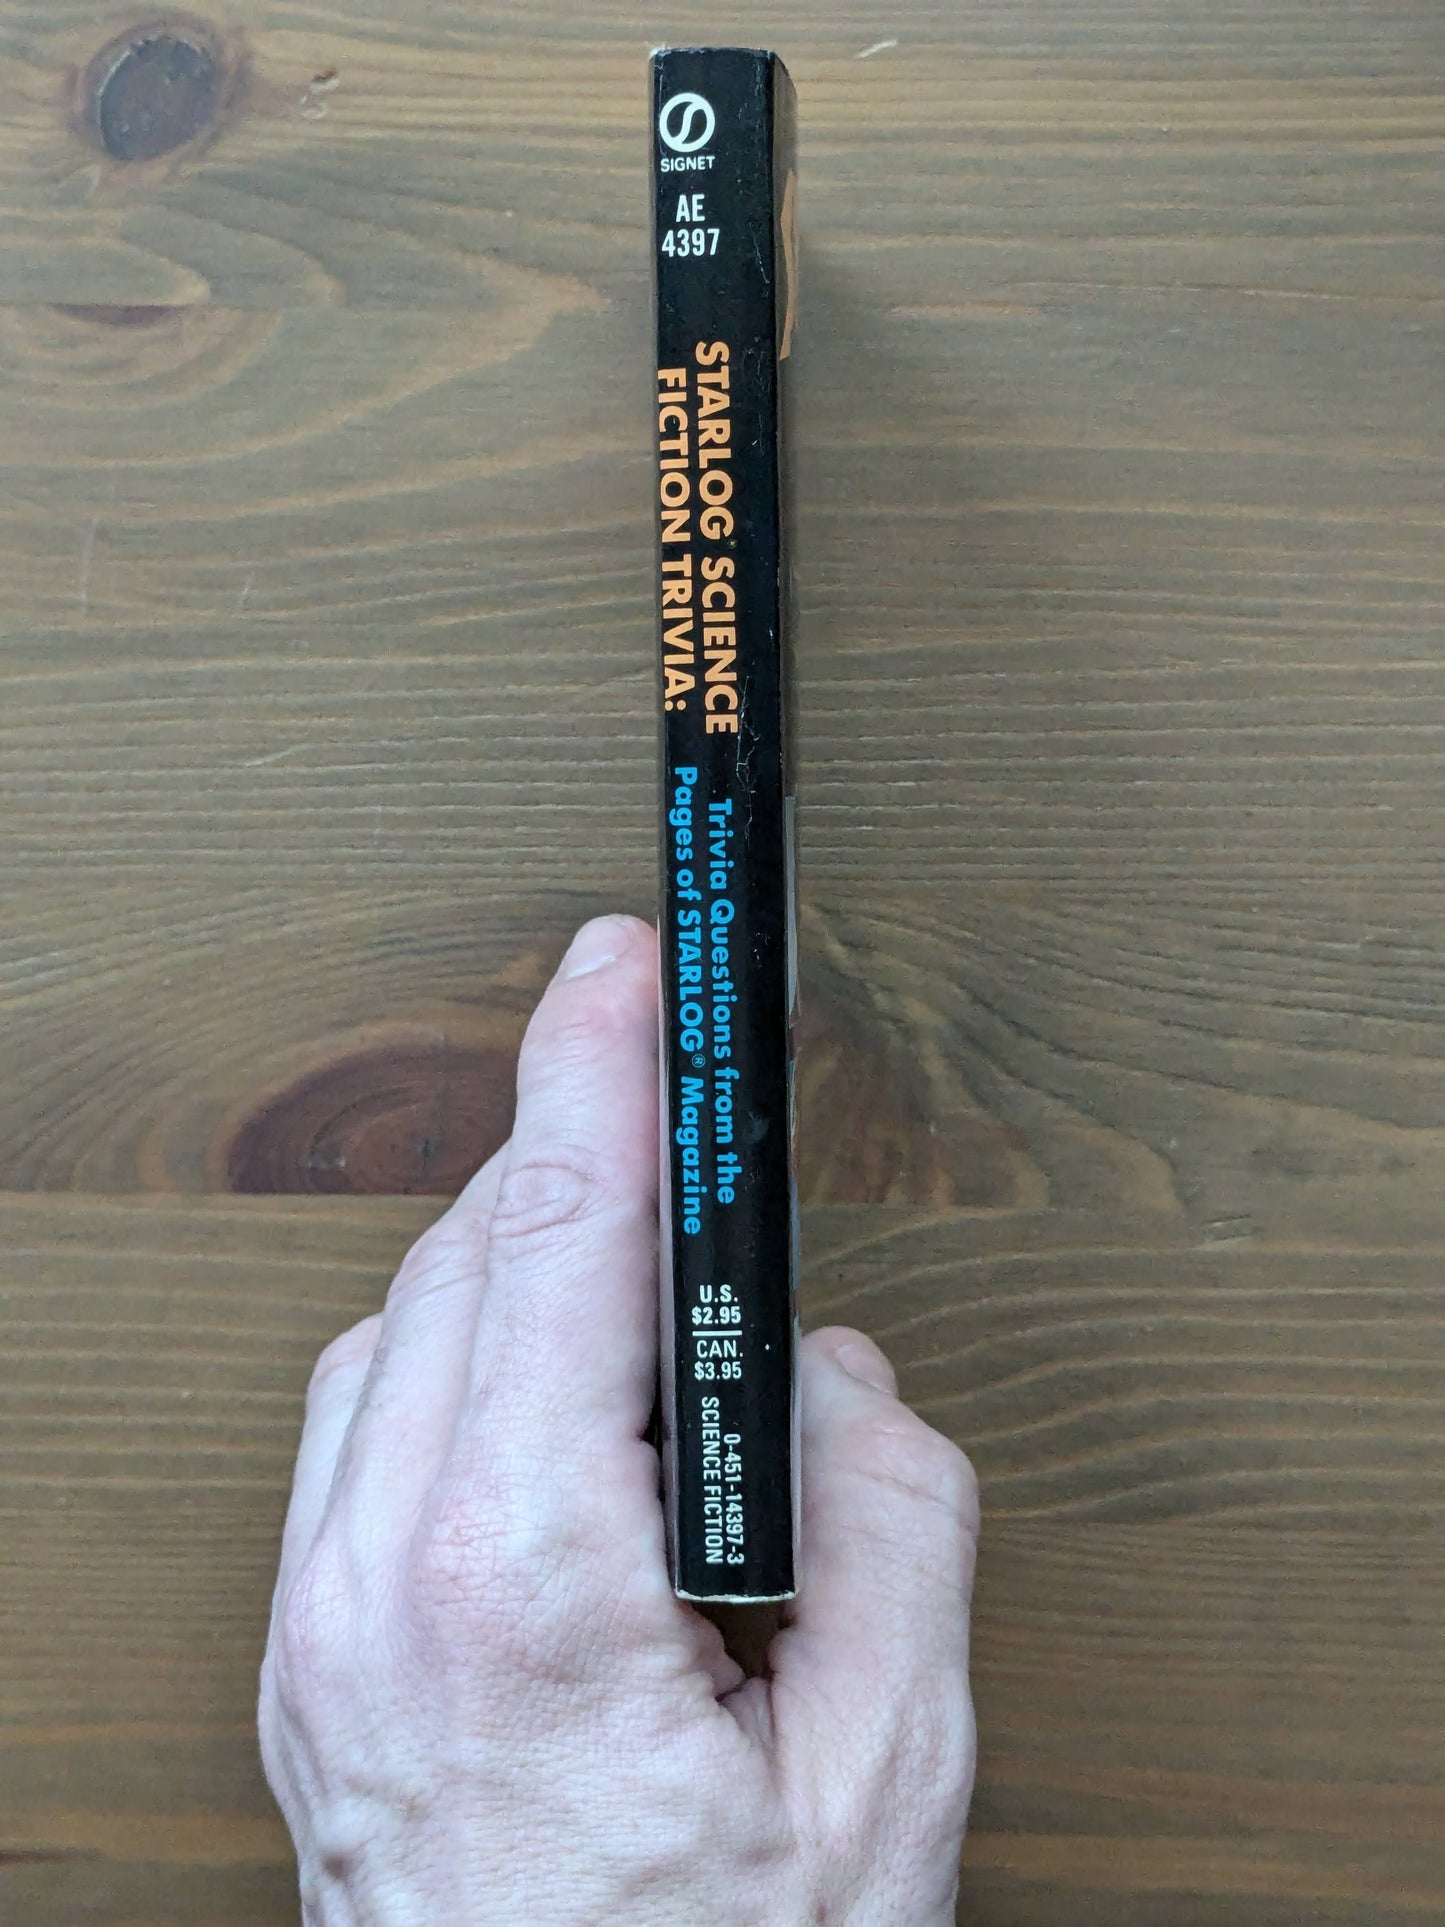 SIGNET
AE
4397
STARLOG® SCIENCE
FICTION TRIVIA:
Trivia Questions from the
Pages of STARLOG® Magazine
U.S.
$2.95
CAN.
$3.95
0-451-14397-3
SCIENCE FICTION